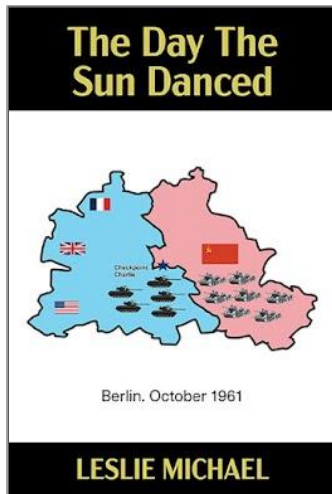 The Day The
Sun Danced
Checkpoint
Charlie
Berlin. October 1961
LESLIE MICHAEL